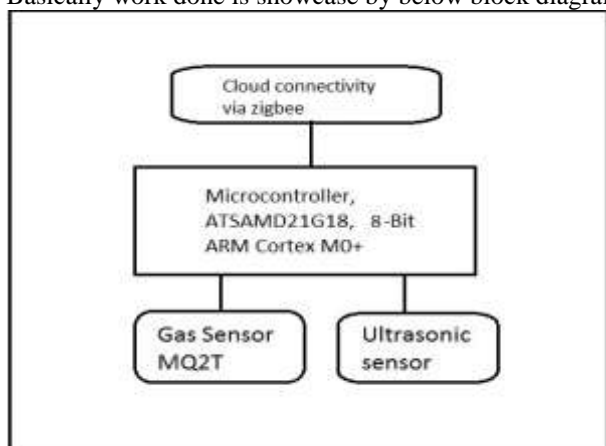 Basically work done is showcase by below block diagra
Cloud connectivity
via zigbee
Microcontroller,
ATSAMD21G18, 8-Bit
ARM Cortex M0+
Gas Sensor
MQ2T
Ultrasonic
sensor